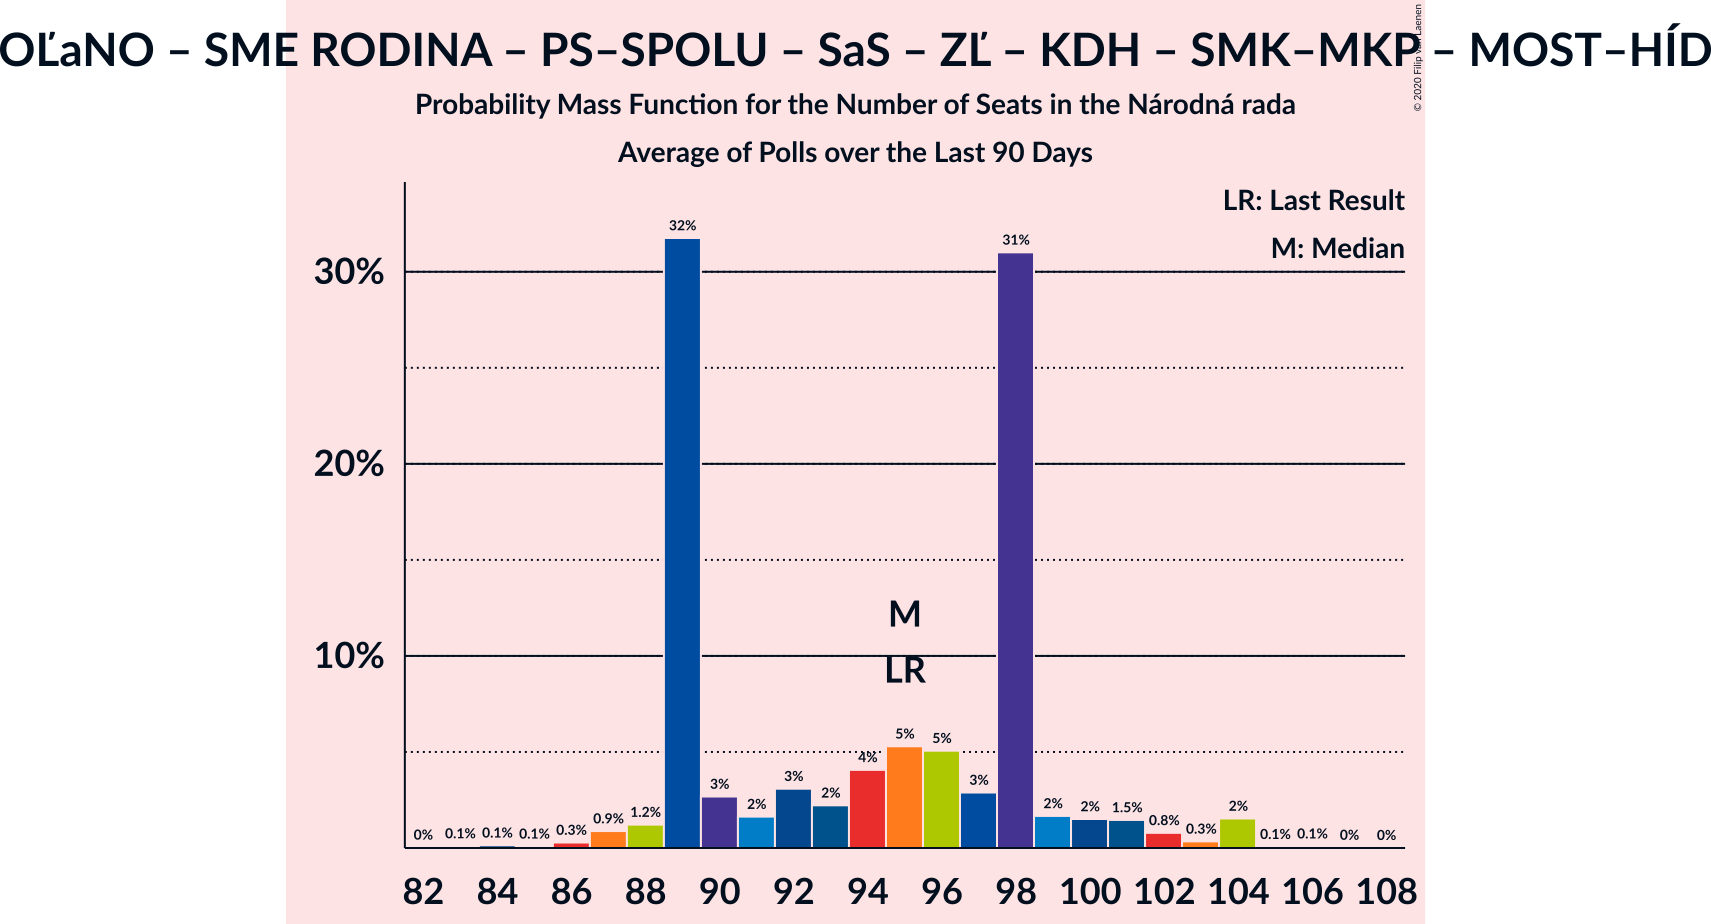 OĽaNO – SME RODINA – PS–SPOLU – SaS – ZĽ – KDH – SMK–MKP – MOST–HÍD
Probability Mass Function for the Number of Seats in the Národná rada
Average of Polls over the Last 90 Days
© 2020 Filip van Laenen
LR: Last Result
M: Median
30%
20%
10%
M
LR
0% 0.1% 0.1% 0.1% 0.3% 0.9% 1.2% 32% 3% 2% 3% 2% 4% 5% 5% 3% 31% 2% 2% 1.5% 0.8% 0.3% 2% 0.1% 0.1% 0% 0%
82 84 86 88 90 92 94 96 98 100 102 104 106 108